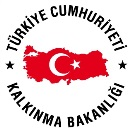 ★ TÜRKİYE CUMHURİYETİ ★
KALKINMA BAKANLIĞI